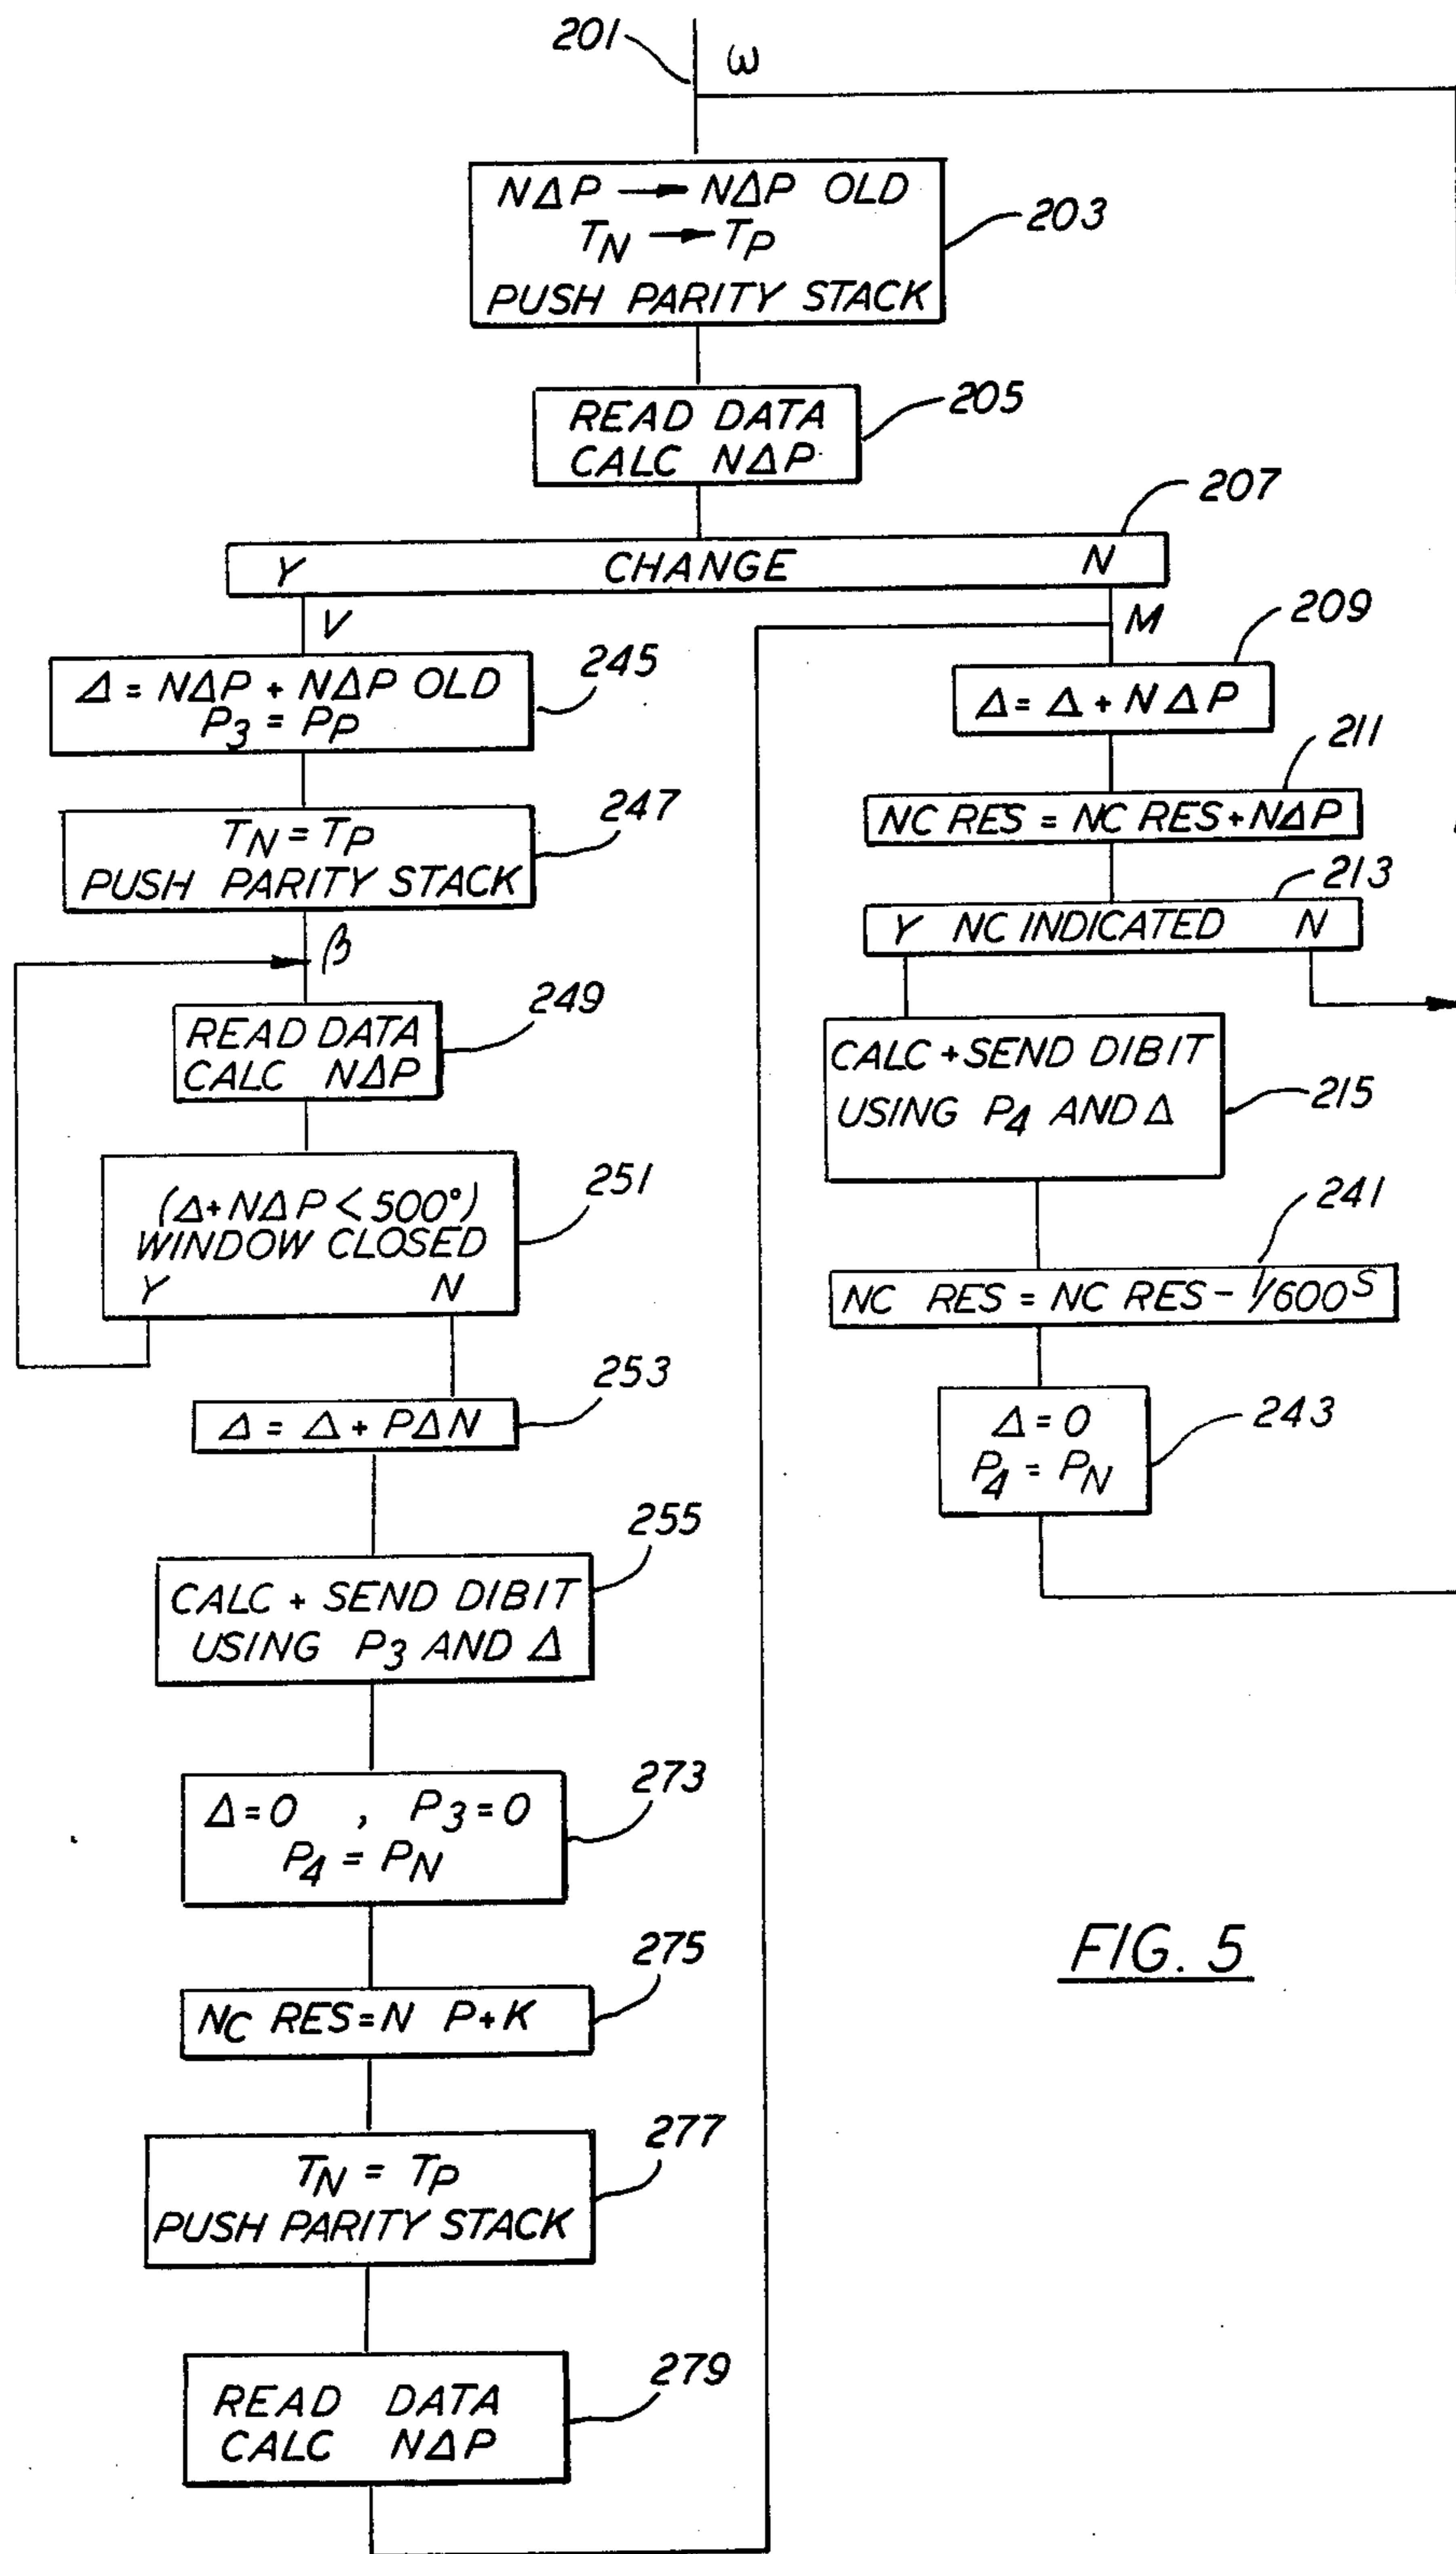 201
ω
NΔP → NΔP OLD
TN → TP
PUSH PARITY STACK
203
READ DATA
CALC NΔP
205
207
Y CHANGE N
V
M
209
Δ = NΔP + NΔP OLD
P3 = PP
245
Δ = Δ + NΔP
211
NC RES = NC RES + NΔP
TN = TP
PUSH PARITY STACK
247
213
Y NC INDICATED N
β
READ DATA
CALC NΔP
249
CALC + SEND DIBIT
USING P4 AND Δ
215
(Δ+NΔP < 500°)
WINDOW CLOSED
Y N
251
241
NC RES = NC RES - 1/600 S
Δ = Δ + PΔN
253
Δ = 0
P4 = PN
243
CALC + SEND DIBIT
USING P3 AND Δ
255
Δ = 0 , P3 = 0
P4 = PN
273
NC RES = N P + K
275
FIG. 5
TN = TP
PUSH PARITY STACK
277
READ DATA
CALC NΔP
279